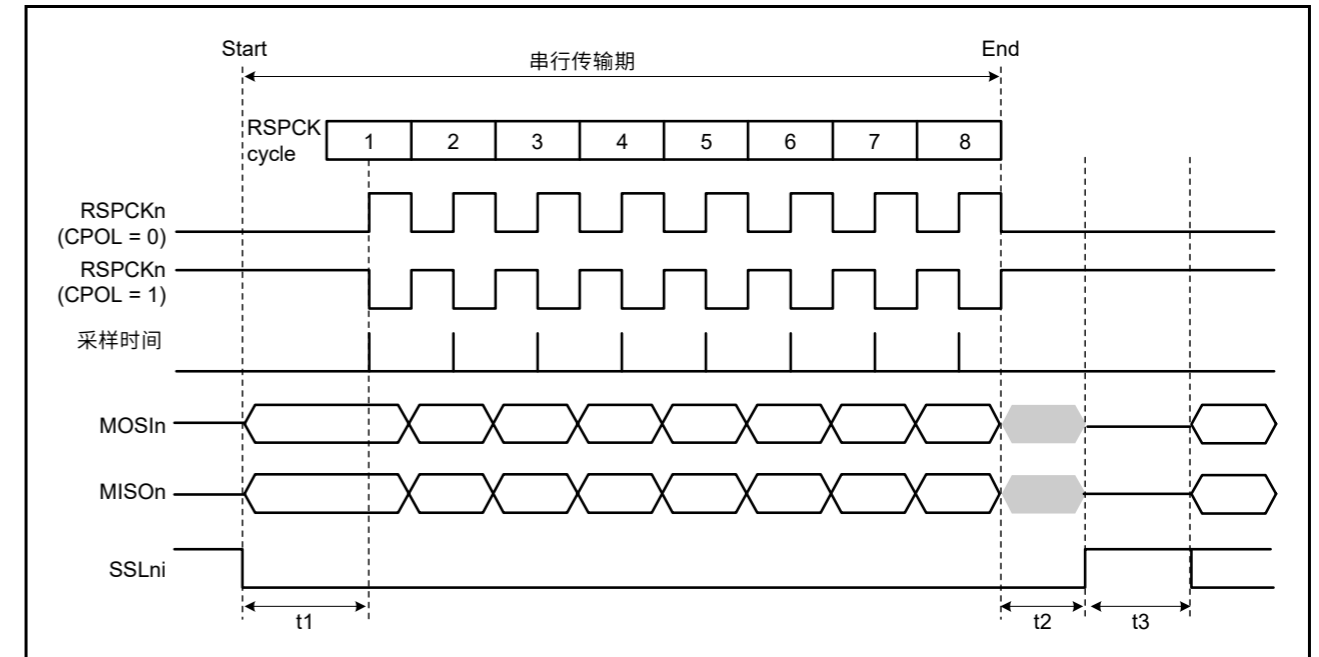 Start
End
串行传输期
RSPCK
cycle
1 2 3 4 5 6 7 8
RSPCKn
(CPOL = 0)
RSPCKn
(CPOL = 1)
采样时间
MOSIn
MISOn
SSLni
t1
t2
t3